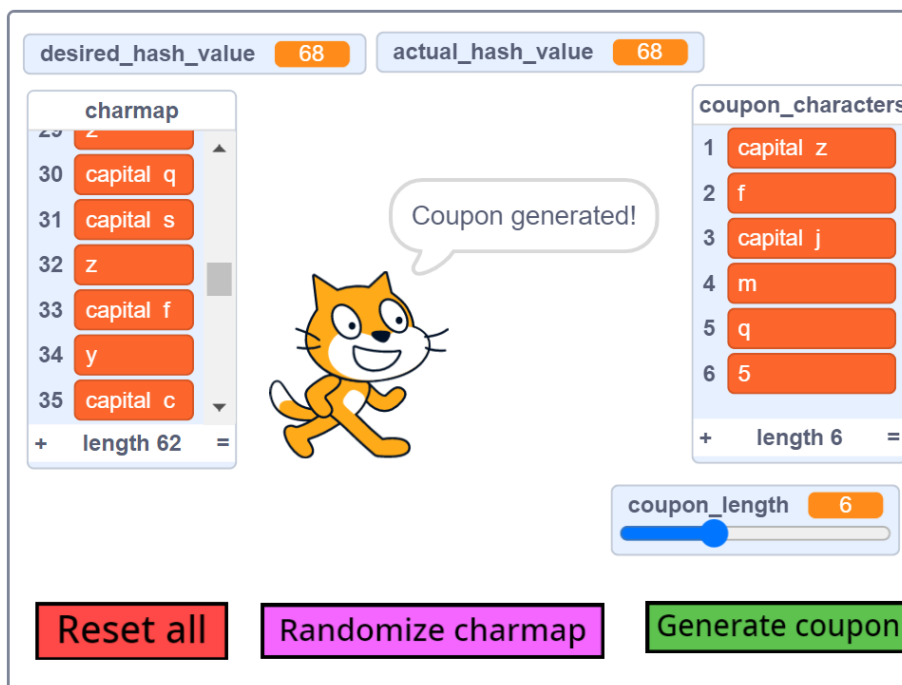 desired_hash_value 68
actual_hash_value 68
charmap
29 z
30 capital q
31 capital s
32 z
33 capital f
34 y
35 capital c
+ length 62 =
Coupon generated!
coupon_characters
1 capital z
2 f
3 capital j
4 m
5 q
6 5
+ length 6 =
coupon_length 6
Reset all
Randomize charmap
Generate coupon